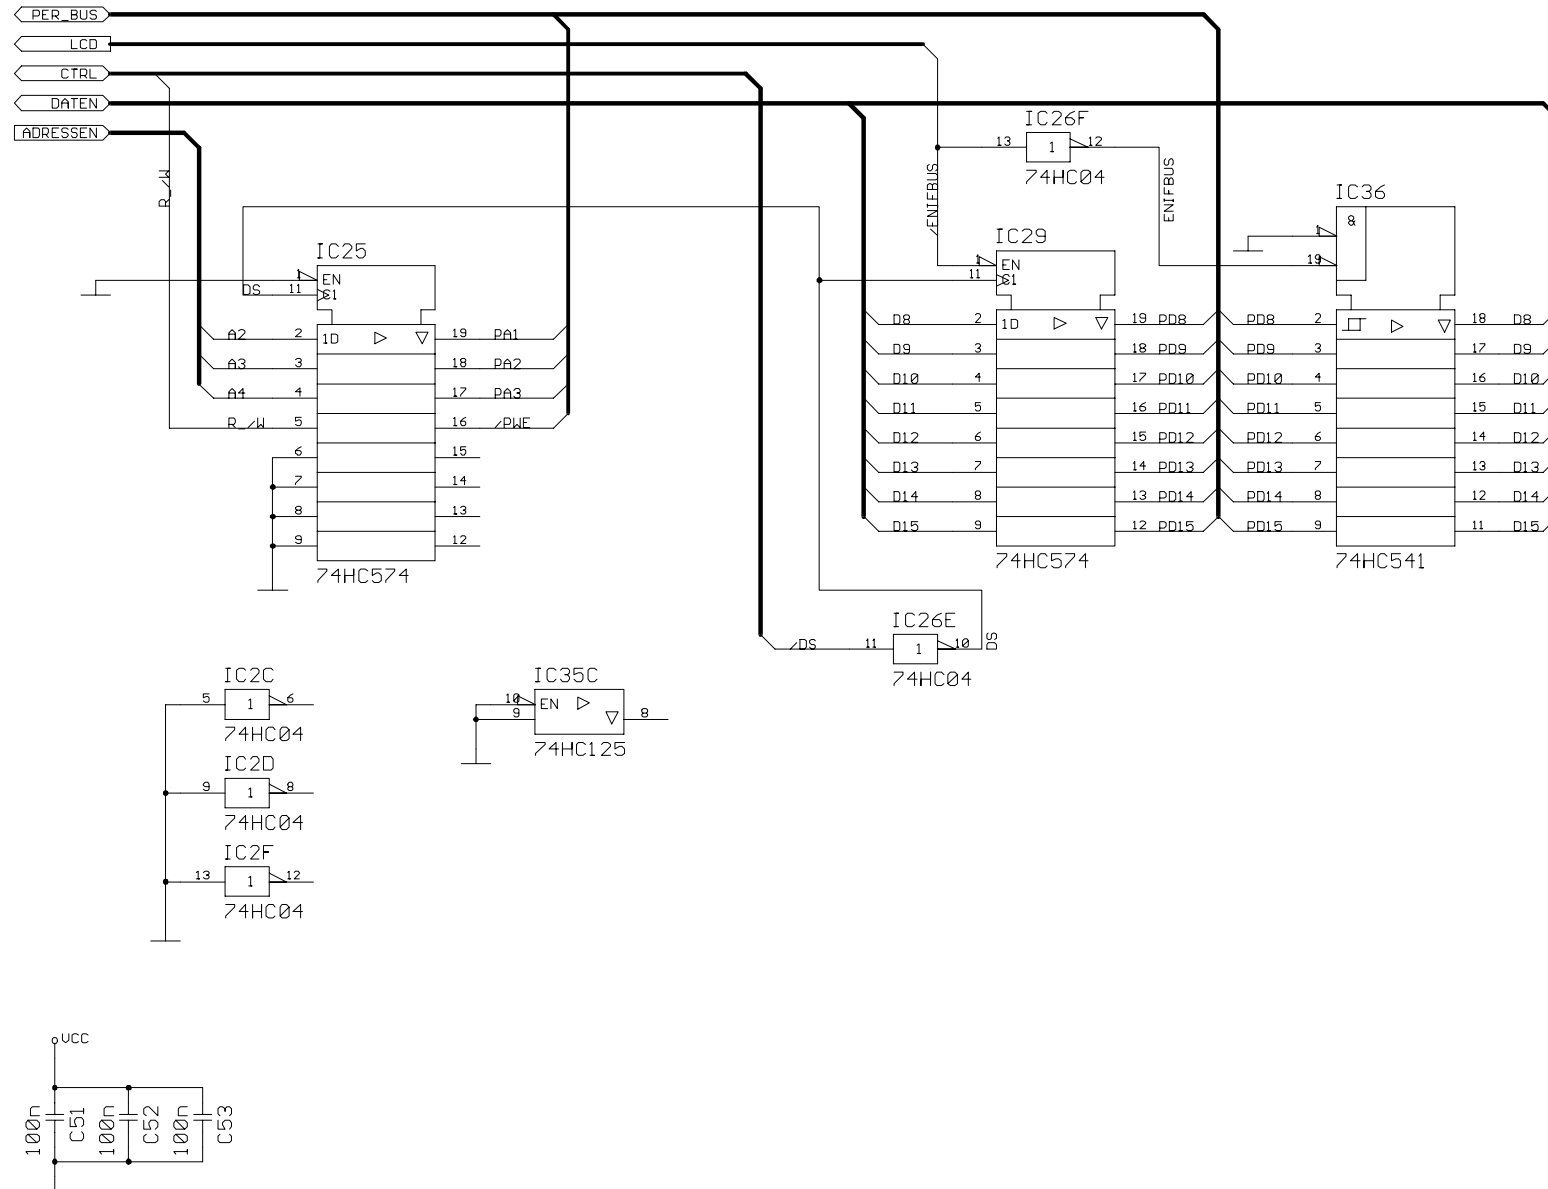 PER_BUS
LCD
CTRL
DATEN
ADRESSEN
R_/W
/ENIFBUS
ENIFBUS
IC26F
13 1 12
74HC04
IC25
1 EN
DS 11 C1
A2 2 1D 19 PA1
A3 3 18 PA2
A4 4 17 PA3
R_/W 5 16 /PWE
6 15
7 14
8 13
9 12
74HC574
IC29
1 EN
11 C1
D8 2 1D 19 PD8
D9 3 18 PD9
D10 4 17 PD10
D11 5 16 PD11
D12 6 15 PD12
D13 7 14 PD13
D14 8 13 PD14
D15 9 12 PD15
74HC574
IC36
1 &
19
PD8 2 18 D8
PD9 3 17 D9
PD10 4 16 D10
PD11 5 15 D11
PD12 6 14 D12
PD13 7 13 D13
PD14 8 12 D14
PD15 9 11 D15
74HC541
IC26E
/DS 11 1 10 DS
74HC04
IC2C
5 1 6
74HC04
IC35C
10 EN
9 8
74HC125
IC2D
9 1 8
74HC04
IC2F
13 1 12
74HC04
VCC
100n C51
100n C52
100n C53